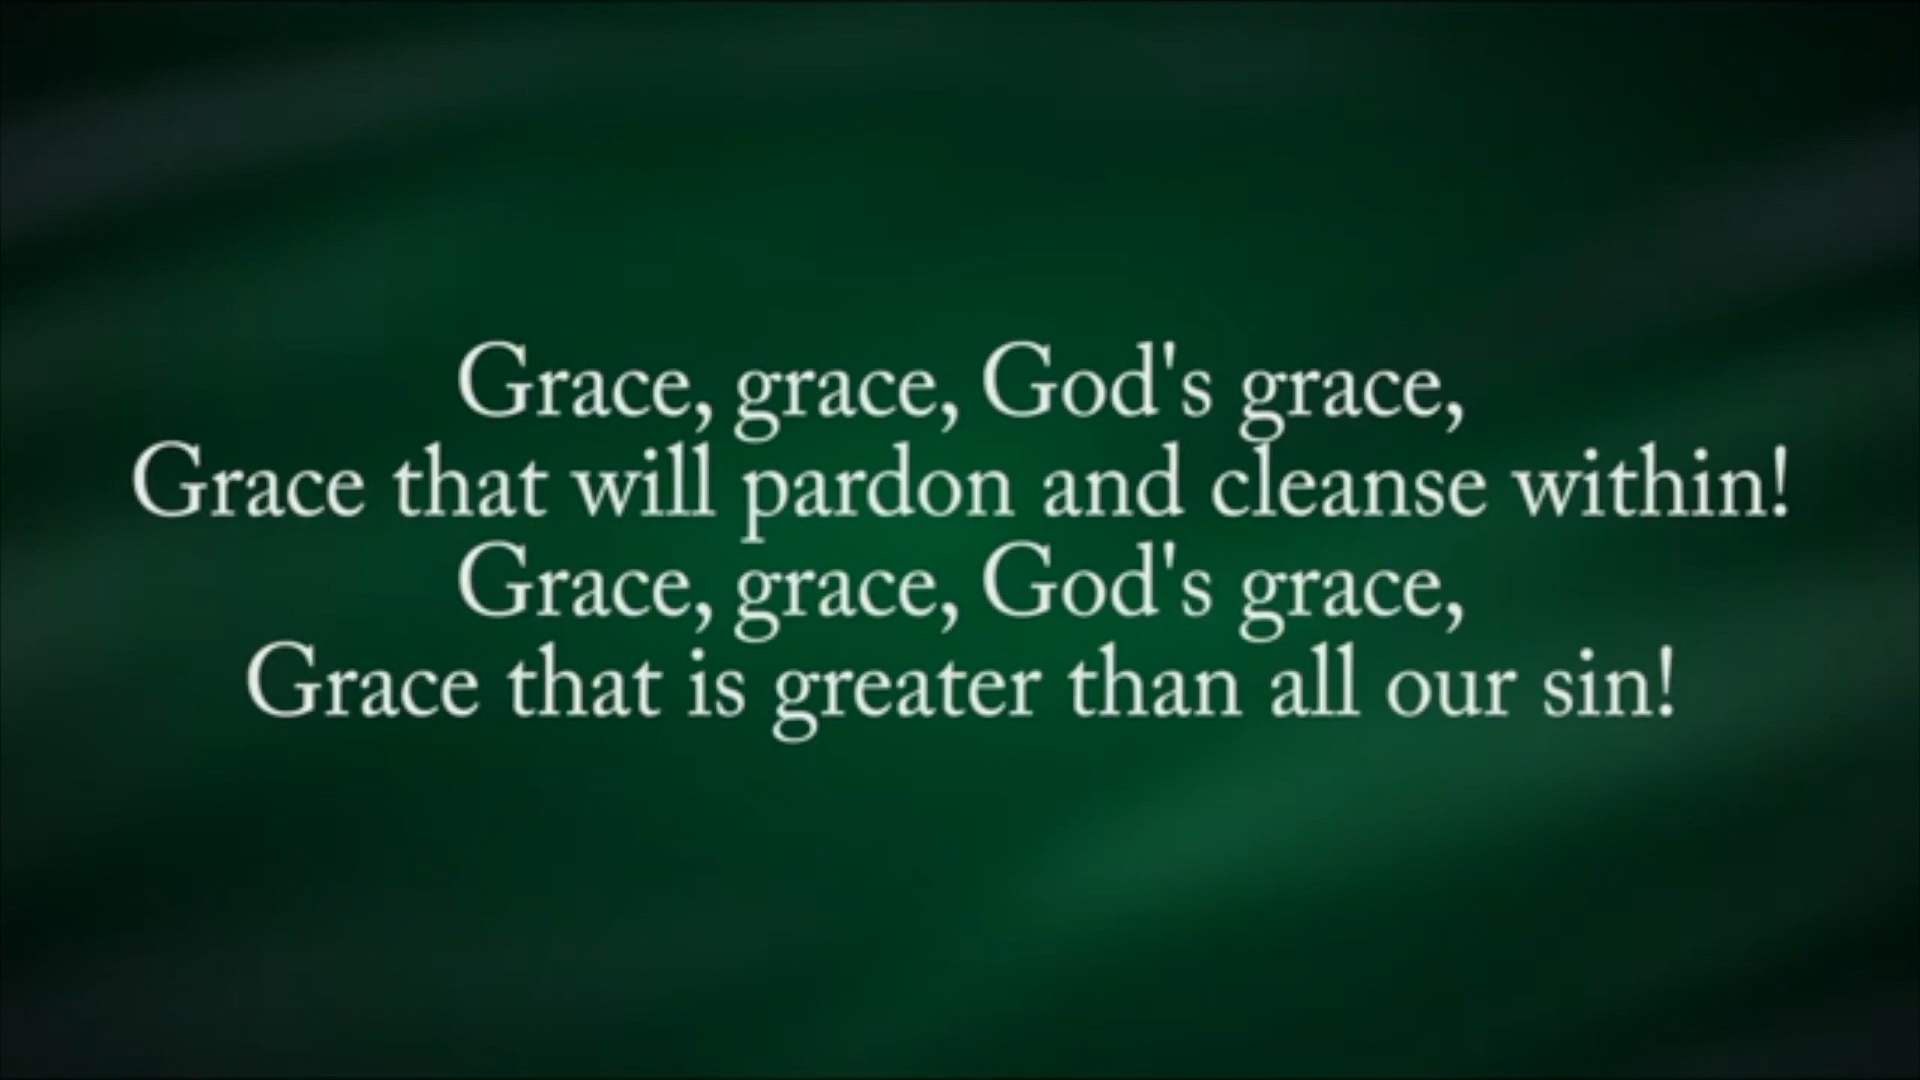 Grace, grace, God's grace,
Grace that will pardon and cleanse within!
Grace, grace, God's grace,
Grace that is greater than all our sin!